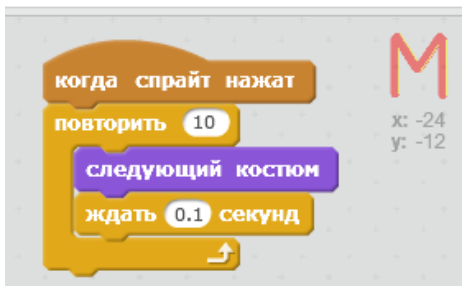 когда спрайт нажат
повторить 10
следующий костюм
ждать 0.1 секунд
M
x: -24
y: -12